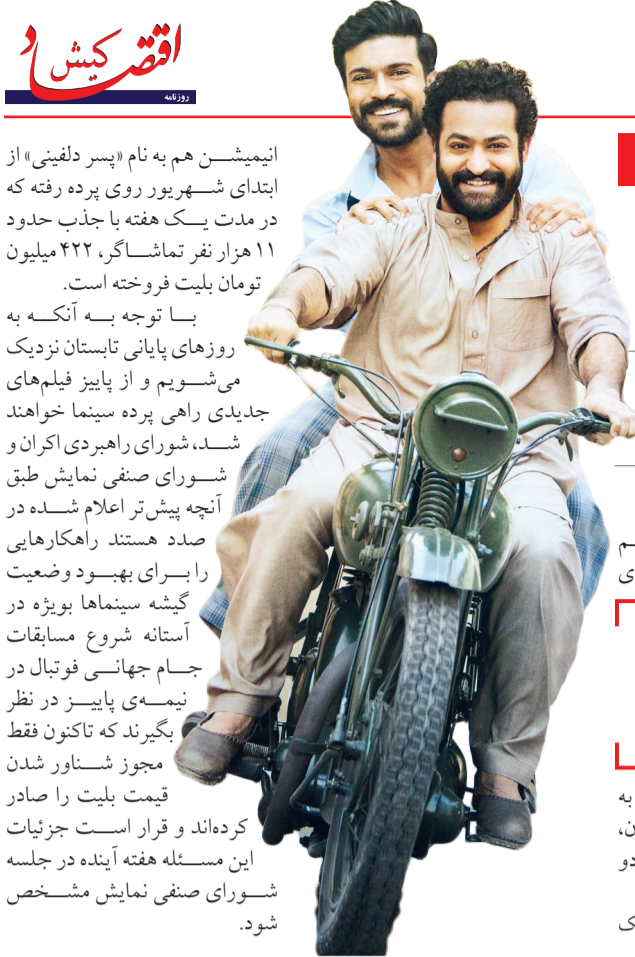 اقتصاد
کیش
روزنامه
انیمیشن هم به نام «پسر دلفینی» از
ابتدای شهریور روی پرده رفته که
در مدت یک هفته با جذب حدود
۱۱ هزار نفر تماشاگر، ۴۲۲ میلیون
تومان بلیت فروخته است.
با توجه به آنکه به
روزهای پایانی تابستان نزدیک
می‌شویم و از پاییز فیلم‌های
جدیدی راهی پرده سینما خواهند
شد، شورای راهبردی اکران و
شورای صنفی نمایش طبق
آنچه پیش‌تر اعلام شده در
صدد هستند راهکارهایی
را برای بهبود وضعیت
گیشه سینماها بویژه در
آستانه شروع مسابقات
جام جهانی فوتبال در
نیمه‌ی پاییز در نظر
بگیرند که تاکنون فقط
مجوز شناور شدن
قیمت بلیت را صادر
کرده‌اند و قرار است جزئیات
این مسئله هفته آینده در جلسه
شورای صنفی نمایش مشخص
شود.
به
دو